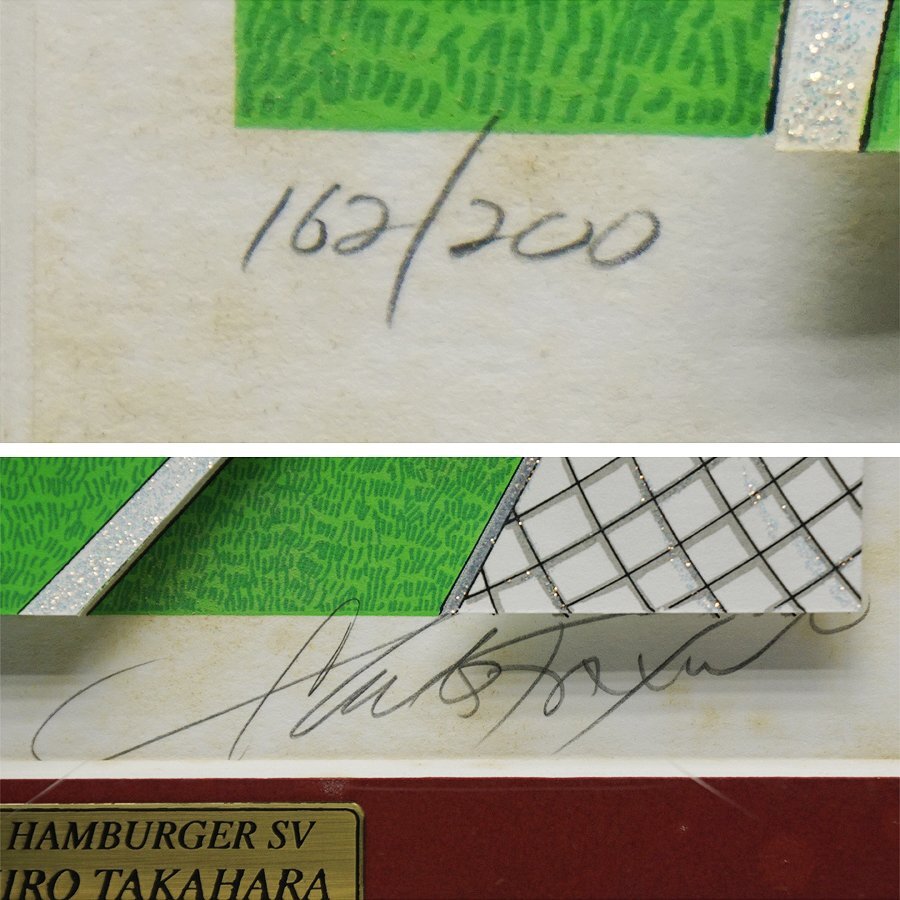 162/200
HAMBURGER SV
IRO TAKAHARA